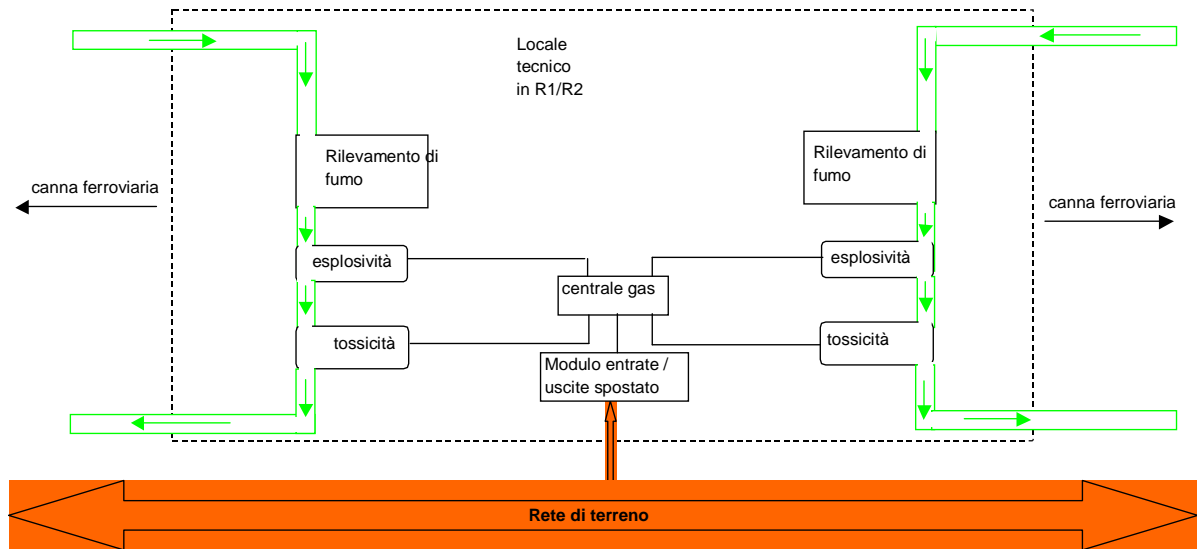 Locale
tecnico
in R1/R2
Rilevamento di
fumo
Rilevamento di
fumo
canna ferroviaria
canna ferroviaria
esplosività
esplosività
centrale gas
tossicità
tossicità
Modulo entrate /
uscite spostato
Rete di terreno